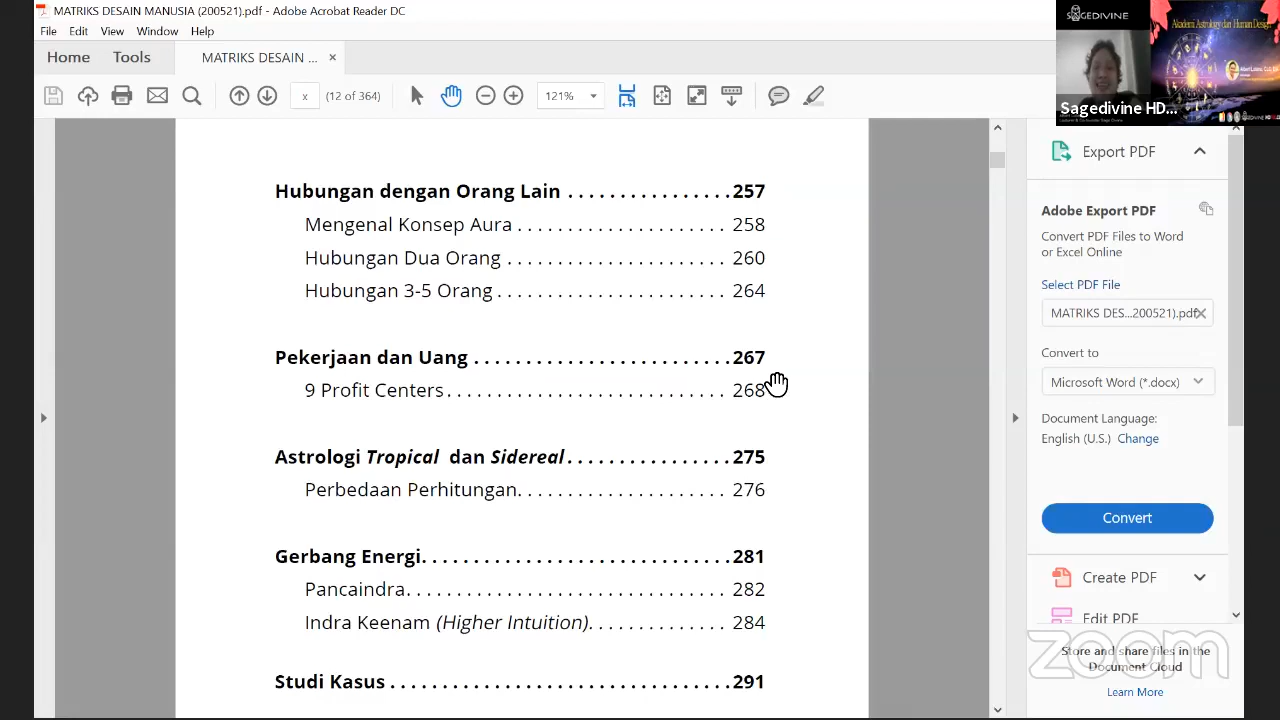 MATRIKS DESAIN MANUSIA (200521).pdf - Adobe Acrobat Reader DC
File Edit View Window Help
Home Tools MATRIKS DESAIN ... ×
x (12 of 364) 121%
SAGEDIVINE
Akademi Astrology dan Human Design
Sagedivine HD...
Hubungan dengan Orang Lain . . . . . . . . . . . . . . . . 257
Mengenal Konsep Aura . . . . . . . . . . . . . . . . . . . . . 258
Hubungan Dua Orang . . . . . . . . . . . . . . . . . . . . . . 260
Hubungan 3-5 Orang . . . . . . . . . . . . . . . . . . . . . . . 264
Pekerjaan dan Uang . . . . . . . . . . . . . . . . . . . . . . . . . 267
9 Profit Centers . . . . . . . . . . . . . . . . . . . . . . . . . . . 268
Astrologi Tropical dan Sidereal . . . . . . . . . . . . . . . . 275
Perbedaan Perhitungan. . . . . . . . . . . . . . . . . . . . . 276
Gerbang Energi. . . . . . . . . . . . . . . . . . . . . . . . . . . . . . 281
Pancaindra. . . . . . . . . . . . . . . . . . . . . . . . . . . . . . . 282
Indra Keenam (Higher Intuition). . . . . . . . . . . . . . 284
Studi Kasus . . . . . . . . . . . . . . . . . . . . . . . . . . . . . . . . . 291
Export PDF
Adobe Export PDF
Convert PDF Files to Word
or Excel Online
Select PDF File
MATRIKS DES...200521).pdf ×
Convert to
Microsoft Word (*.docx)
Document Language:
English (U.S.) Change
Convert
Create PDF
Edit PDF
Store and share files in the
Document Cloud
Learn More
zoom